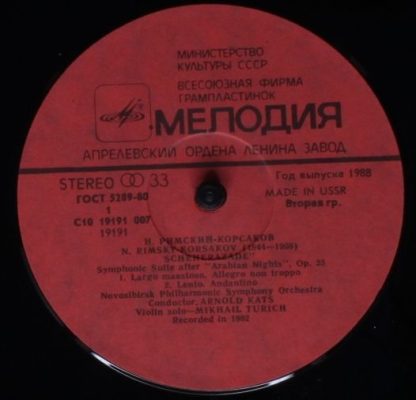 МИНИСТЕРСТВО
КУЛЬТУРЫ СССР
ВСЕСОЮЗНАЯ ФИРМА
ГРАМПЛАСТИНОК
МЕЛОДИЯ
АПРЕЛЕВСКИЙ ОРДЕНА ЛЕНИНА ЗАВОД
STEREO 33
ГОСТ 5289-80
1
С10 19191 007
19191
Год выпуска 1988
MADE IN USSR
Вторая гр.
Н. РИМСКИЙ-КОРСАКОВ
N. RIMSKY-KORSAKOV (1844-1908)
"SCHEHERAZADE"
Symphonic Suite after "Arabian Nights", Op. 35
1. Largo maestoso. Allegro non troppo
2. Lento. Andantino
Novosibirsk Philharmonic Symphony Orchestra
Conductor, ARNOLD KATS
Violin solo—MIKHAIL TURICH
Recorded in 1982